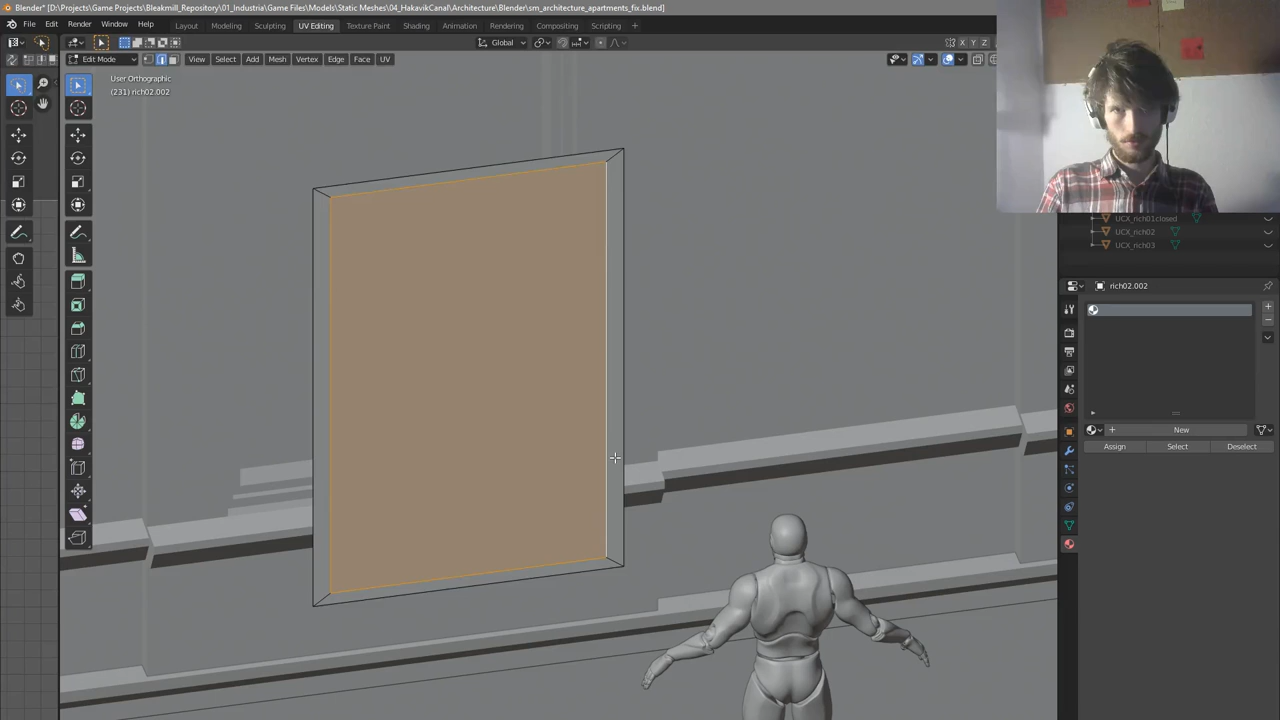 Blender* [D:\Projects\Game Projects\Bleakmill_Repository\01_Industria\Game Files\Models\Static Meshes\04_HakavikCanal\Architecture\Blender\sm_architecture_apartments_fix.blend]
File Edit Render Window Help Layout Modeling Sculpting UV Editing Texture Paint Shading Animation Rendering Compositing Scripting +
Global X Y Z
Edit Mode View Select Add Mesh Vertex Edge Face UV
User Orthographic
(231) rich02.002
UCX_rich01closed
UCX_rich02
UCX_rich03
rich02.002
New
Assign Select Deselect